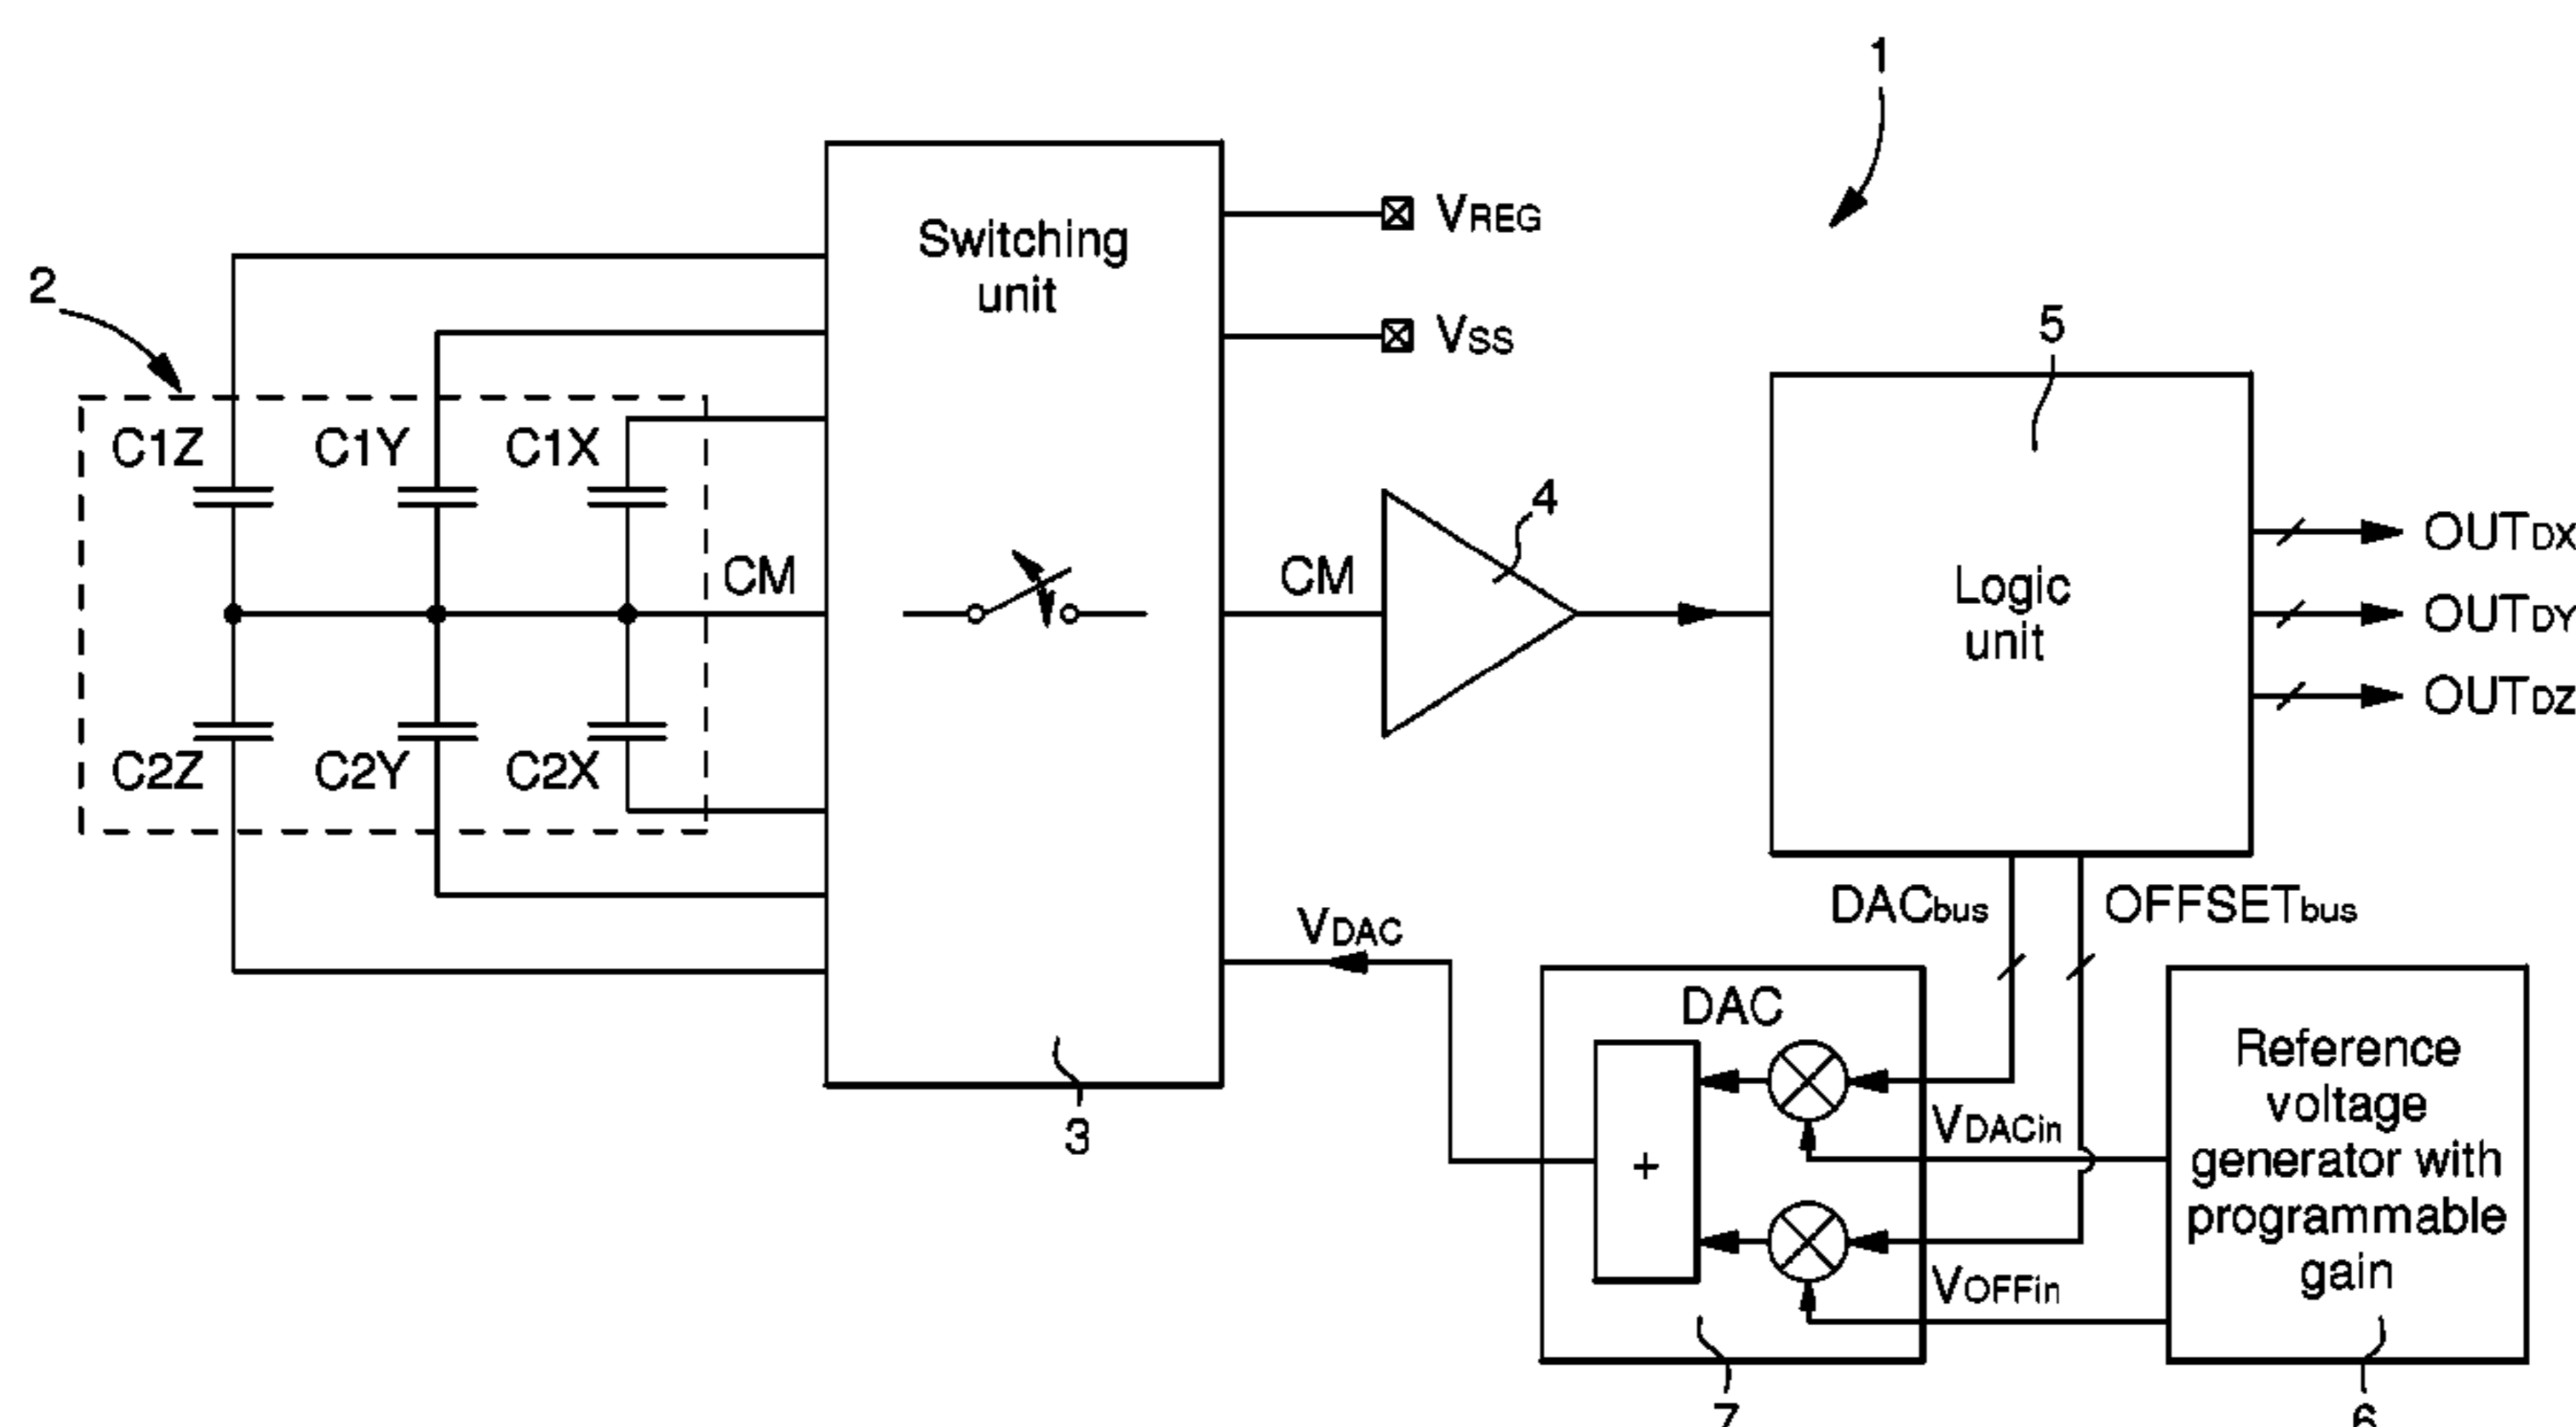 1
Switching
unit
VREG
VSS
2
5
C1Z
C1Y
C1X
4
CM
CM
Logic
unit
OUTDX
OUTDY
OUTDZ
C2Z
C2Y
C2X
DACbus
OFFSETbus
VDAC
DAC
+
VDACin
VOFFin
Reference
voltage
generator with
programmable
gain
3
7
6